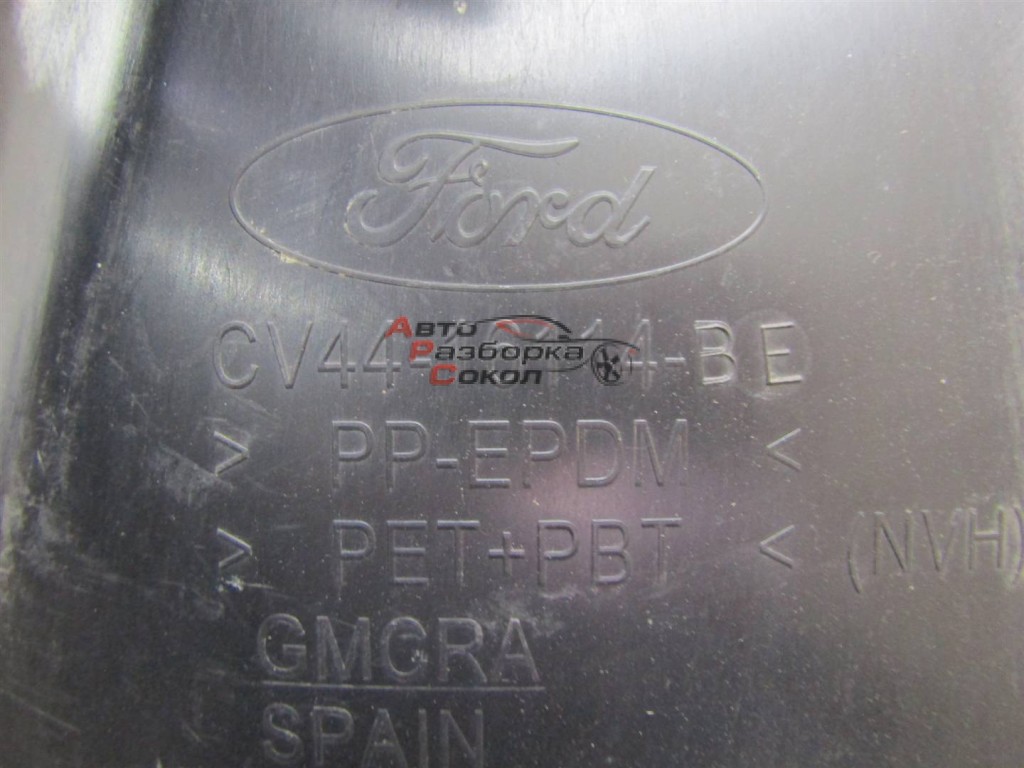 Ford
Авто
Разборка
Сокол
> PP-EPDM <
> PET+PBT < (NVH)
GMCRA
SPAIN